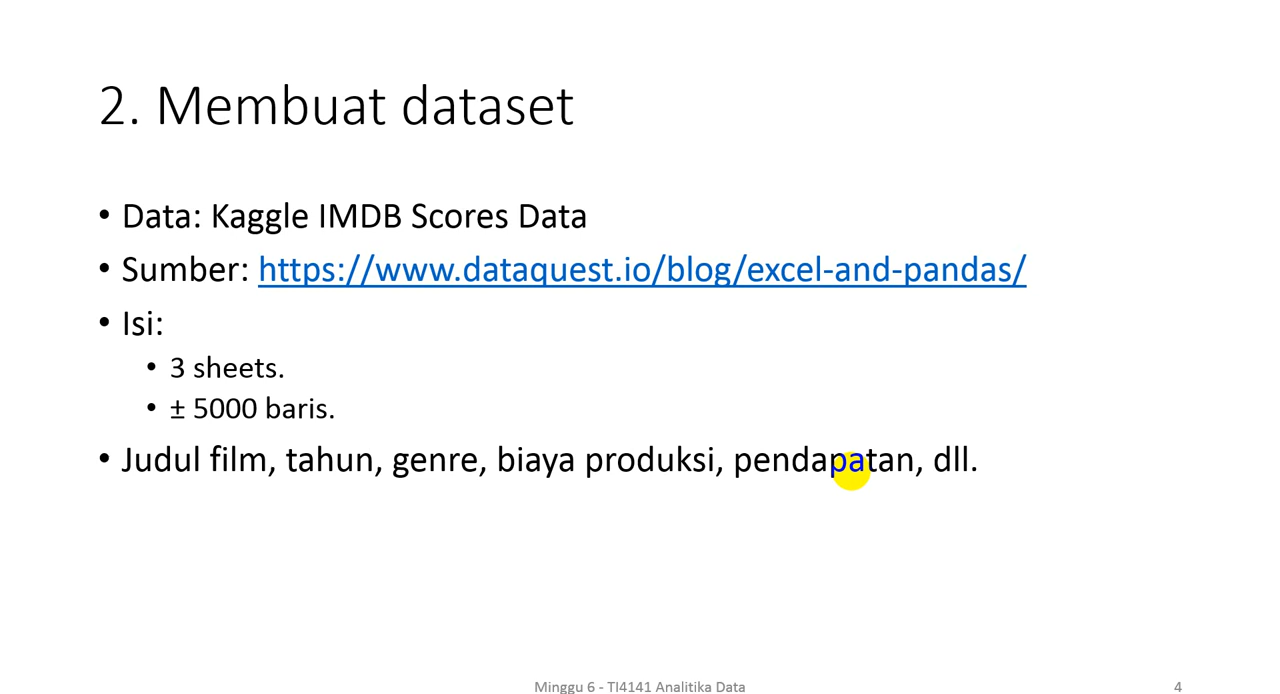 2. Membuat dataset
• Data: Kaggle IMDB Scores Data
• Sumber: https://www.dataquest.io/blog/excel-and-pandas/
• Isi:
• 3 sheets.
• ± 5000 baris.
• Judul film, tahun, genre, biaya produksi, pendapatan, dll.
Minggu 6 - TI4141 Analitika Data
4